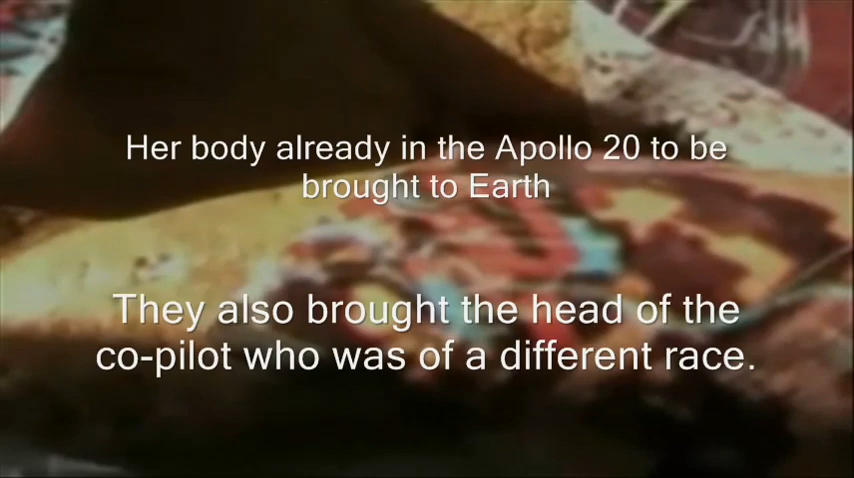 Her body already in the Apollo 20 to be
brought to Earth
They also brought the head of the
co-pilot who was of a different race.